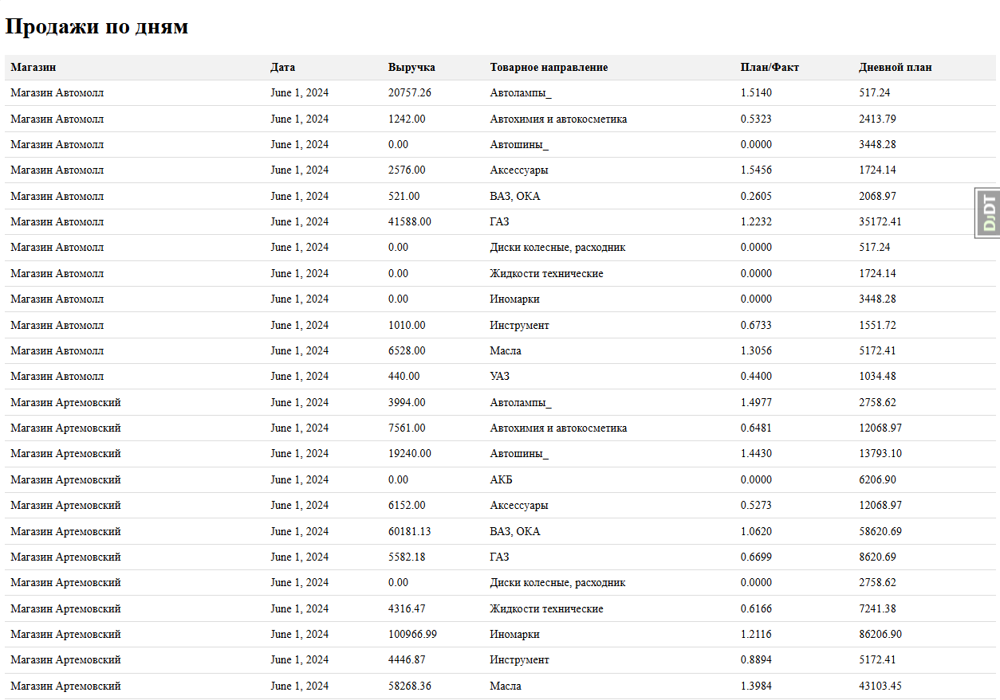 Продажи по дням
Магазин Дата Выручка Товарное направление План/Факт Дневной план
Магазин Автомолл June 1, 2024 20757.26 Автолампы_ 1.5140 517.24
Магазин Автомолл June 1, 2024 1242.00 Автохимия и автокосметика 0.5323 2413.79
Магазин Автомолл June 1, 2024 0.00 Автошины_ 0.0000 3448.28
Магазин Автомолл June 1, 2024 2576.00 Аксессуары 1.5456 1724.14
Магазин Автомолл June 1, 2024 521.00 ВАЗ, ОКА 0.2605 2068.97
Магазин Автомолл June 1, 2024 41588.00 ГАЗ 1.2232 35172.41
Магазин Автомолл June 1, 2024 0.00 Диски колесные, расходник 0.0000 517.24
Магазин Автомолл June 1, 2024 0.00 Жидкости технические 0.0000 1724.14
Магазин Автомолл June 1, 2024 0.00 Иномарки 0.0000 3448.28
Магазин Автомолл June 1, 2024 1010.00 Инструмент 0.6733 1551.72
Магазин Автомолл June 1, 2024 6528.00 Масла 1.3056 5172.41
Магазин Автомолл June 1, 2024 440.00 УАЗ 0.4400 1034.48
Магазин Артемовский June 1, 2024 3994.00 Автолампы_ 1.4977 2758.62
Магазин Артемовский June 1, 2024 7561.00 Автохимия и автокосметика 0.6481 12068.97
Магазин Артемовский June 1, 2024 19240.00 Автошины_ 1.4430 13793.10
Магазин Артемовский June 1, 2024 0.00 АКБ 0.0000 6206.90
Магазин Артемовский June 1, 2024 6152.00 Аксессуары 0.5273 12068.97
Магазин Артемовский June 1, 2024 60181.13 ВАЗ, ОКА 1.0620 58620.69
Магазин Артемовский June 1, 2024 5582.18 ГАЗ 0.6699 8620.69
Магазин Артемовский June 1, 2024 0.00 Диски колесные, расходник 0.0000 2758.62
Магазин Артемовский June 1, 2024 4316.47 Жидкости технические 0.6166 7241.38
Магазин Артемовский June 1, 2024 100966.99 Иномарки 1.2116 86206.90
Магазин Артемовский June 1, 2024 4446.87 Инструмент 0.8894 5172.41
Магазин Артемовский June 1, 2024 58268.36 Масла 1.3984 43103.45
DjDT